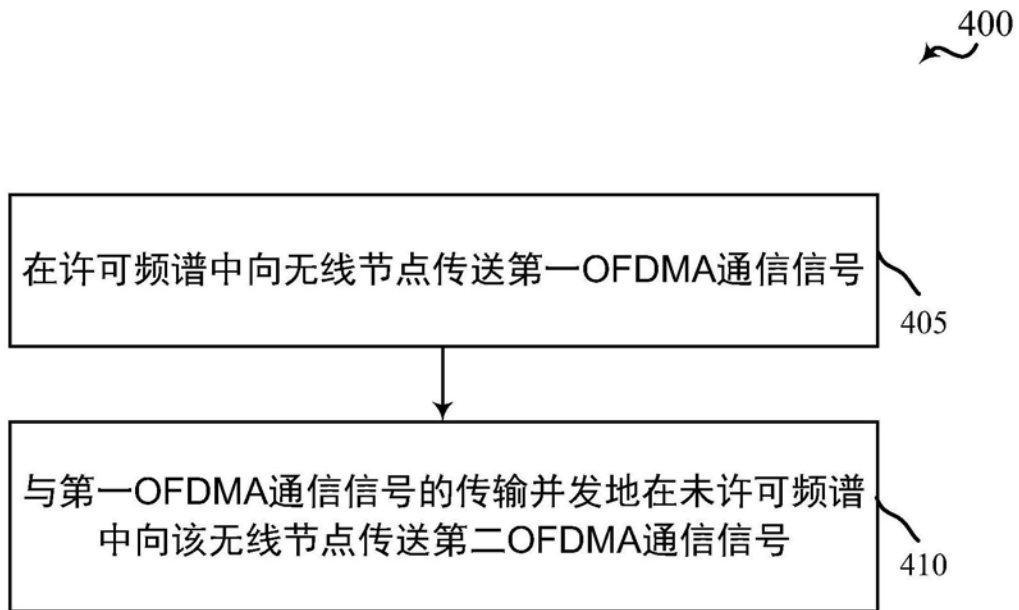 400
在许可频谱中向无线节点传送第一OFDMA通信信号
405
与第一OFDMA通信信号的传输并发地在未许可频谱
中向该无线节点传送第二OFDMA通信信号
410